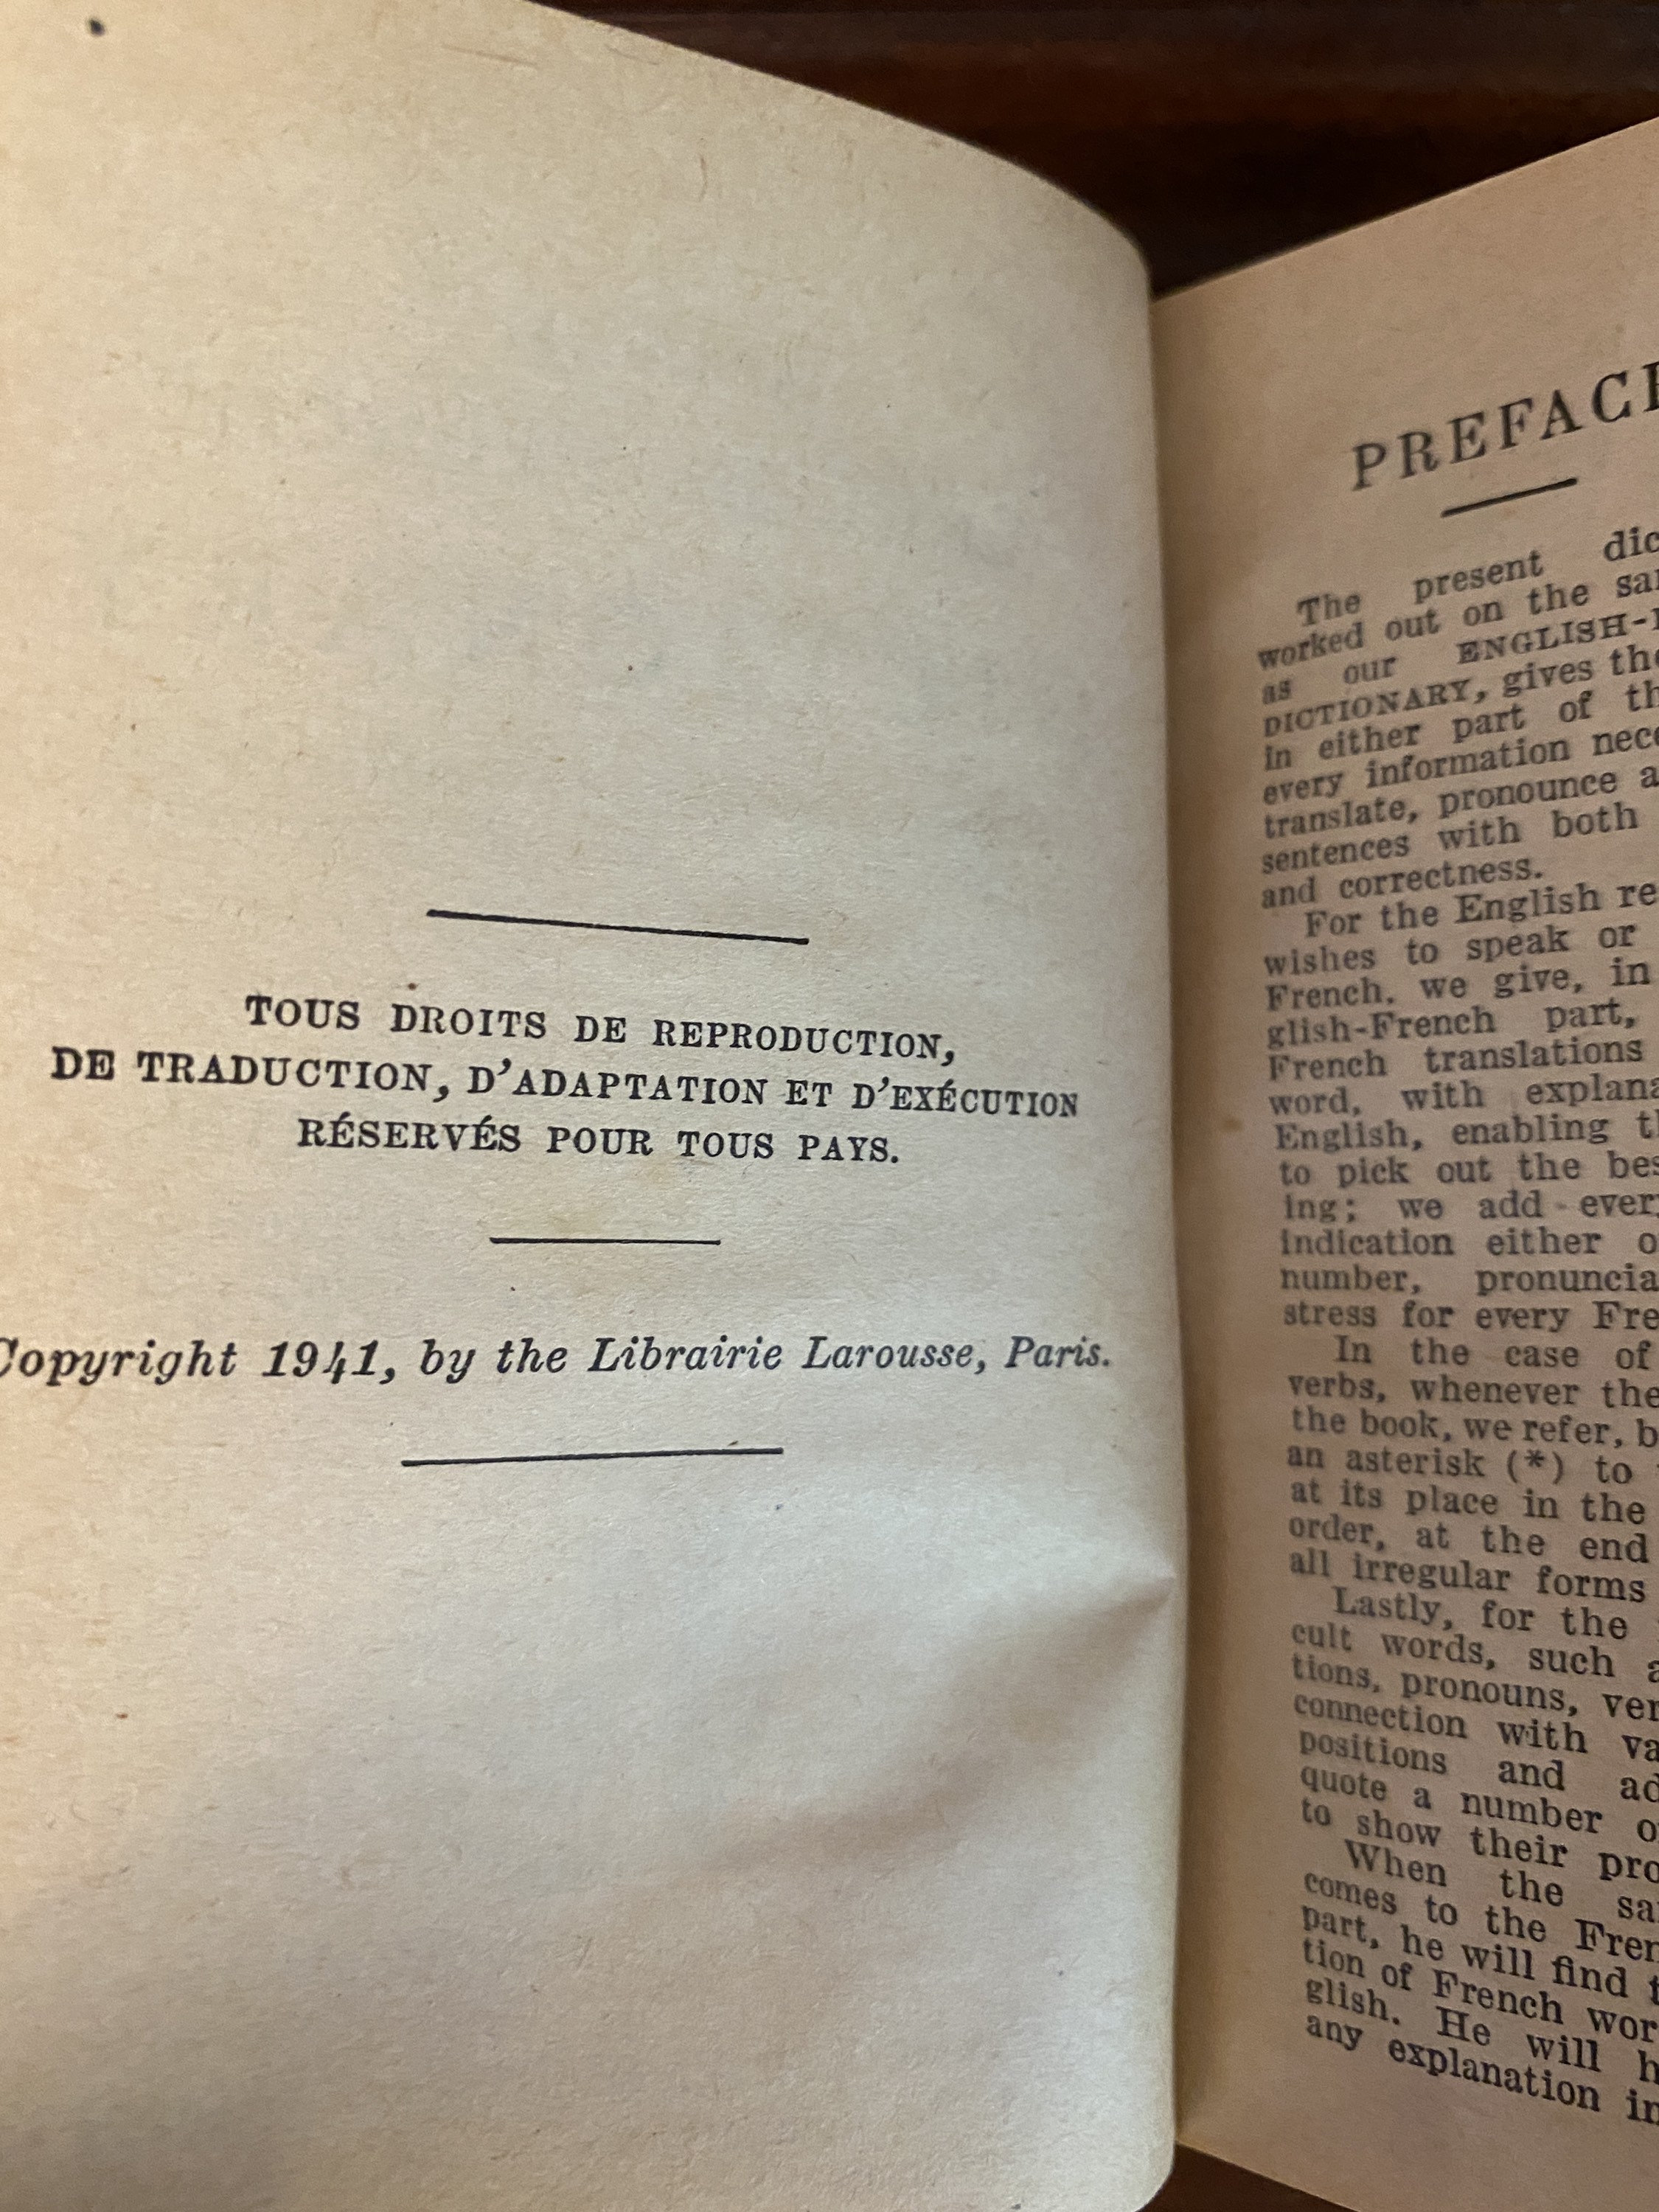 TOUS DROITS DE REPRODUCTION,
DE TRADUCTION, D'ADAPTATION ET D'EXÉCUTION
RÉSERVÉS POUR TOUS PAYS.
Copyright 1941, by the Librairie Larousse, Paris.
PREFACE
The present dic
worked out on the sa
as our ENGLISH-
DICTIONARY, gives the
in either part of th
every information nece
translate, pronounce a
sentences with both
and correctness.
For the English re
wishes to speak or
French, we give, in
glish-French part,
French translations
word, with explana
English, enabling th
to pick out the bes
ing; we add every
indication either o
number, pronuncia
stress for every Fre
In the case of
verbs, whenever the
the book, we refer, b
an asterisk (*) to
at its place in the
order, at the end
all irregular forms
Lastly, for the
cult words, such a
tions, pronouns, ver
connection with va
positions and ad
quote a number o
to show their pro
When the sa
comes to the Fren
part, he will find t
tion of French wor
glish. He will h
any explanation in